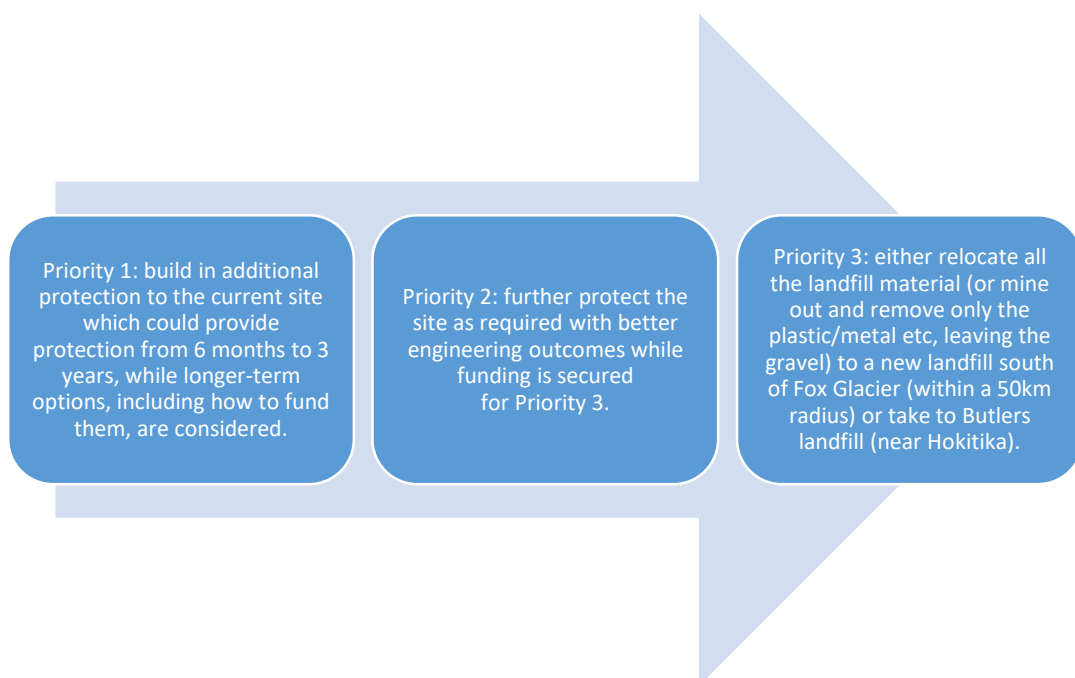 Priority 1: build in additional
protection to the current site
which could provide
protection from 6 months to 3
years, while longer-term
options, including how to fund
them, are considered.
Priority 2: further protect the
site as required with better
engineering outcomes while
funding is secured
for Priority 3.
Priority 3: either relocate all
the landfill material (or mine
out and remove only the
plastic/metal etc, leaving the
gravel) to a new landfill south
of Fox Glacier (within a 50km
radius) or take to Butlers
landfill (near Hokitika).